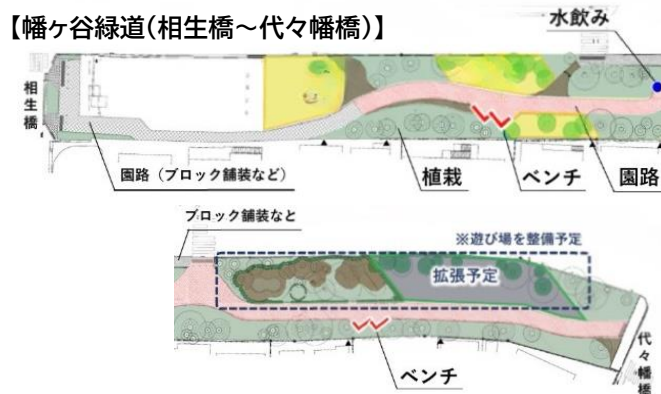 【幡ヶ谷緑道(相生橋～代々幡橋)】
水飲み
相生橋
園路（ブロック舗装など）
植栽
ベンチ
園路
ブロック舗装など
※遊び場を整備予定
拡張予定
ベンチ
代々幡橋